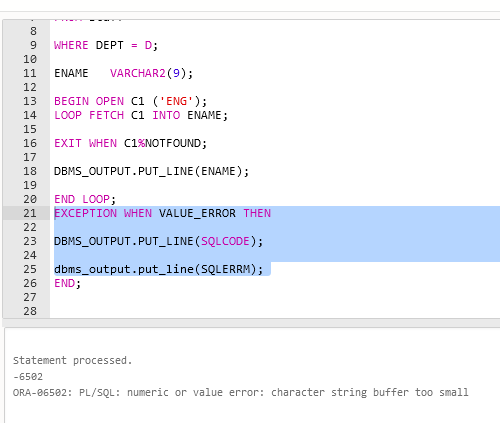 8
9 WHERE DEPT = D;
10
11 ENAME   VARCHAR2(9);
12
13 BEGIN OPEN C1 ('ENG');
14 LOOP FETCH C1 INTO ENAME;
15
16 EXIT WHEN C1%NOTFOUND;
17
18 DBMS_OUTPUT.PUT_LINE(ENAME);
19
20 END LOOP;
21 EXCEPTION WHEN VALUE_ERROR THEN
22
23 DBMS_OUTPUT.PUT_LINE(SQLCODE);
24
25 dbms_output.put_line(SQLERRM);
26 END;
27
28
Statement processed.
-6502
ORA-06502: PL/SQL: numeric or value error: character string buffer too small